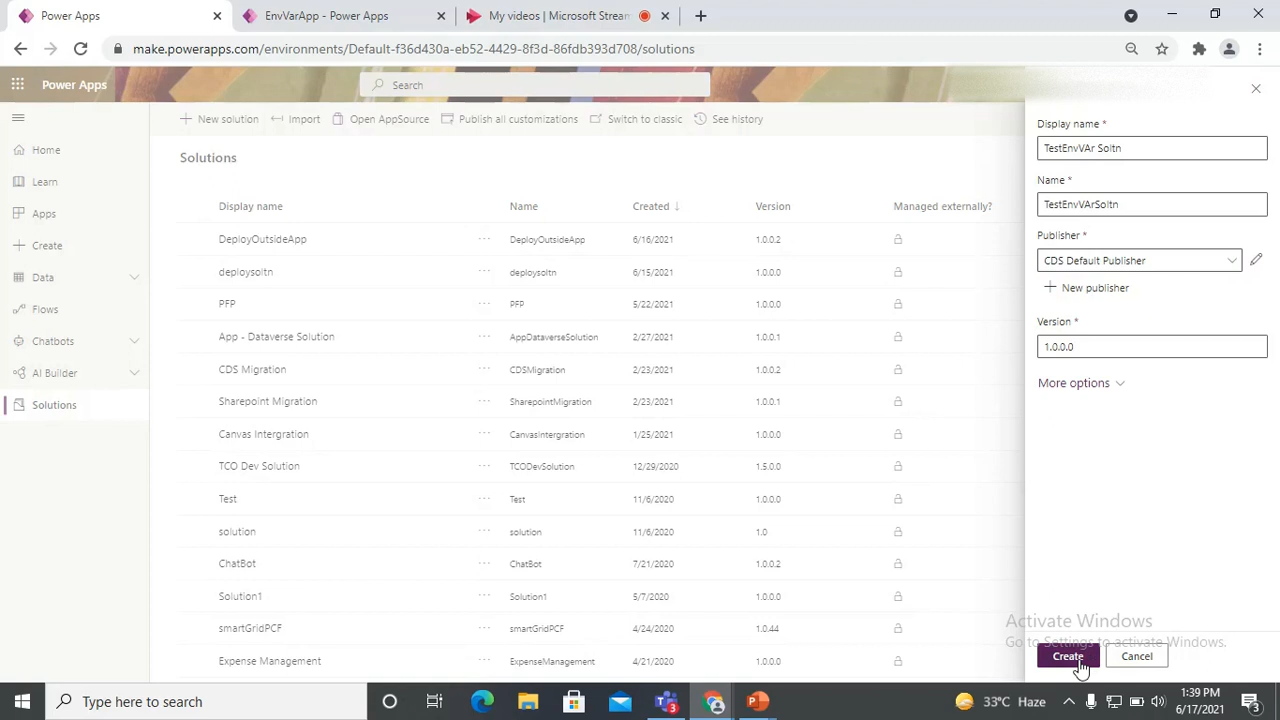 Power Apps
EnvVarApp - Power Apps
My videos | Microsoft Stream
make.powerapps.com/environments/Default-f36d430a-eb52-4429-8f3d-86fdb393d708/solutions
Power Apps
Search
New solution
Import
Open AppSource
Publish all customizations
Switch to classic
See history
Home
Learn
Apps
Create
Data
Flows
Chatbots
AI Builder
Solutions
Solutions
Display name Name Created Version Managed externally?
DeployOutsideApp DeployOutsideApp 6/16/2021 1.0.0.2
deploysoltn deploysoltn 6/15/2021 1.0.0.0
PFP PFP 5/22/2021 1.0.0.0
App - Dataverse Solution AppDataverseSolution 2/27/2021 1.0.0.1
CDS Migration CDSMigration 2/23/2021 1.0.0.2
Sharepoint Migration SharepointMigration 2/23/2021 1.0.0.1
Canvas Intergration CanvasIntergration 1/25/2021 1.0.0.0
TCO Dev Solution TCODevSolution 12/29/2020 1.5.0.0
Test Test 11/6/2020 1.0.0.0
solution solution 11/6/2020 1.0
ChatBot ChatBot 7/21/2020 1.0.0.2
Solution1 Solution1 5/7/2020 1.0.0.0
smartGridPCF smartGridPCF 4/24/2020 1.0.44
Expense Management ExpenseManagement 4/21/2020 1.0.0.0
Display name *
TestEnvVAr Soltn
Name *
TestEnvVArSoltn
Publisher *
CDS Default Publisher
New publisher
Version *
1.0.0.0
More options
Activate Windows
Go to Settings to activate Windows.
Create
Cancel
Type here to search
33°C Haze
1:39 PM
6/17/2021
3